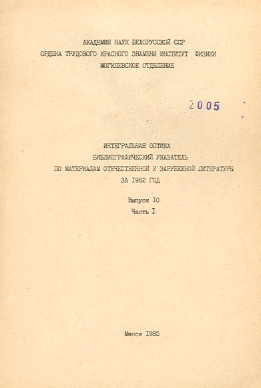 АКАДЕМИЯ НАУК БЕЛОРУССКОЙ ССР
ОРДЕНА ТРУДОВОГО КРАСНОГО ЗНАМЕНИ ИНСТИТУТ ФИЗИКИ
МОГИЛЕВСКОЕ ОТДЕЛЕНИЕ
2005
ИНТЕГРАЛЬНАЯ ОПТИКА
БИБЛИОГРАФИЧЕСКИЙ УКАЗАТЕЛЬ
ПО МАТЕРИАЛАМ ОТЕЧЕСТВЕННОЙ И ЗАРУБЕЖНОЙ ЛИТЕРАТУРЫ
ЗА 1982 ГОД
Выпуск 10
Часть I
Минск 1985